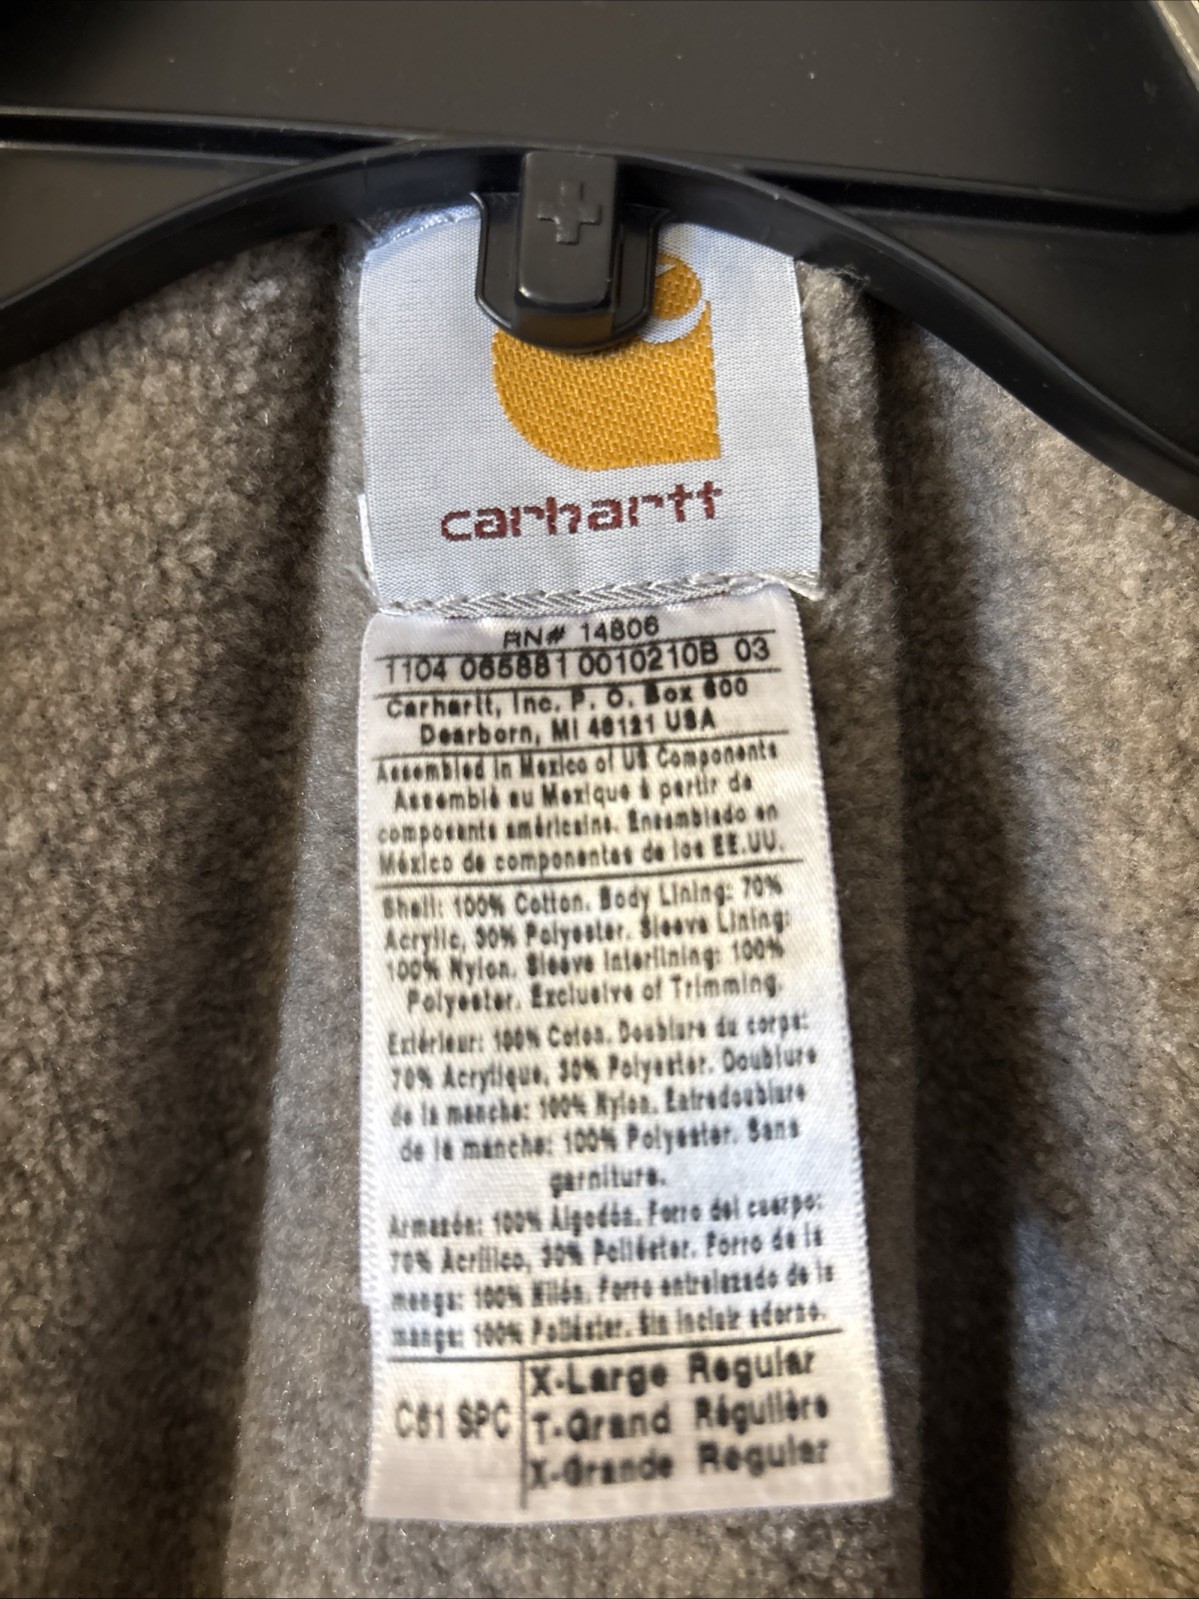 carhartt
RN# 14806
1104 065881 0010210B 03
Carhartt, Inc. P. O. Box 600
Dearborn, MI 48121 USA
Assembled in Mexico of US Components
Assemblé au Mexique à partir de
composants américains. Ensamblado en
México de componentes de los EE.UU.
Shell: 100% Cotton. Body Lining: 70%
Acrylic, 30% Polyester. Sleeve Lining:
100% Nylon. Sleeve Interlining: 100%
Polyester. Exclusive of Trimming.
Extérieur: 100% Coton. Doublure du corps:
70% Acrylique, 30% Polyester. Doublure
de la manche: 100% Nylon. Entredoublure
de la manche: 100% Polyester. Sans
garniture.
Armazón: 100% Algodón. Forro del cuerpo:
70% Acrílico, 30% Poliéster. Forro de la
manga: 100% Nilón. Forro entrelazado de la
manga: 100% Poliéster. Sin incluir adorno.
C61 SPC
X-Large Regular
T-Grand Régulière
X-Grande Regular